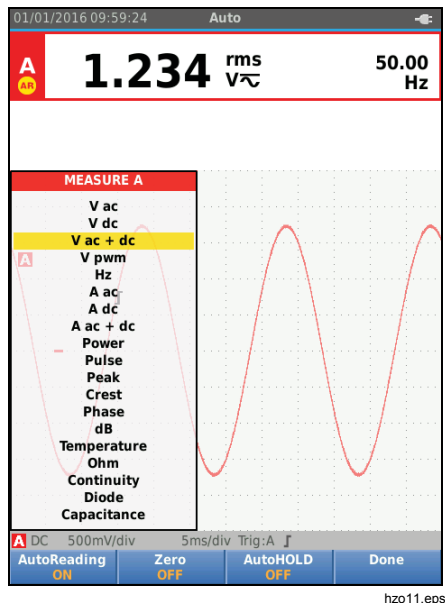 01/01/2016 09:59:24 Auto
A AR 1.234 rms V 50.00 Hz
MEASURE A
V ac
V dc
V ac + dc
A
V pwm
Hz
A ac
A dc
A ac + dc
Power
Pulse
Peak
Crest
Phase
dB
Temperature
Ohm
Continuity
Diode
Capacitance
A DC 500mV/div 5ms/div Trig:A
AutoReading Zero AutoHOLD Done
ON OFF OFF
hzo11.eps